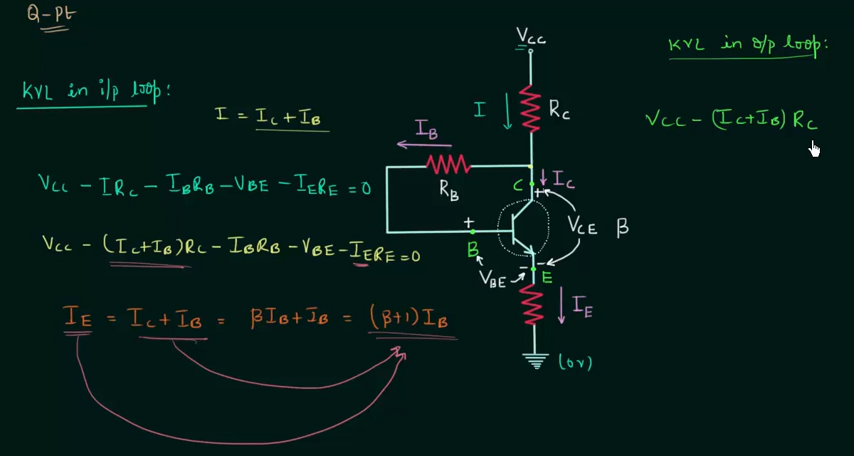 Q-Pt
KVL in i/p loop:
I = IC + IB
VCC - IRC - IBRB - VBE - IERE = 0
VCC - (IC+IB)RC - IBRB - VBE - IERE = 0
IE = IC + IB = βIB + IB = (β+1) IB
VCC
I
RC
IB
RB
C
IC
+
+
B
VCE
β
VBE
-
-
E
IE
(0V)
KVL in o/p loop:
VCC - (IC+IB) RC